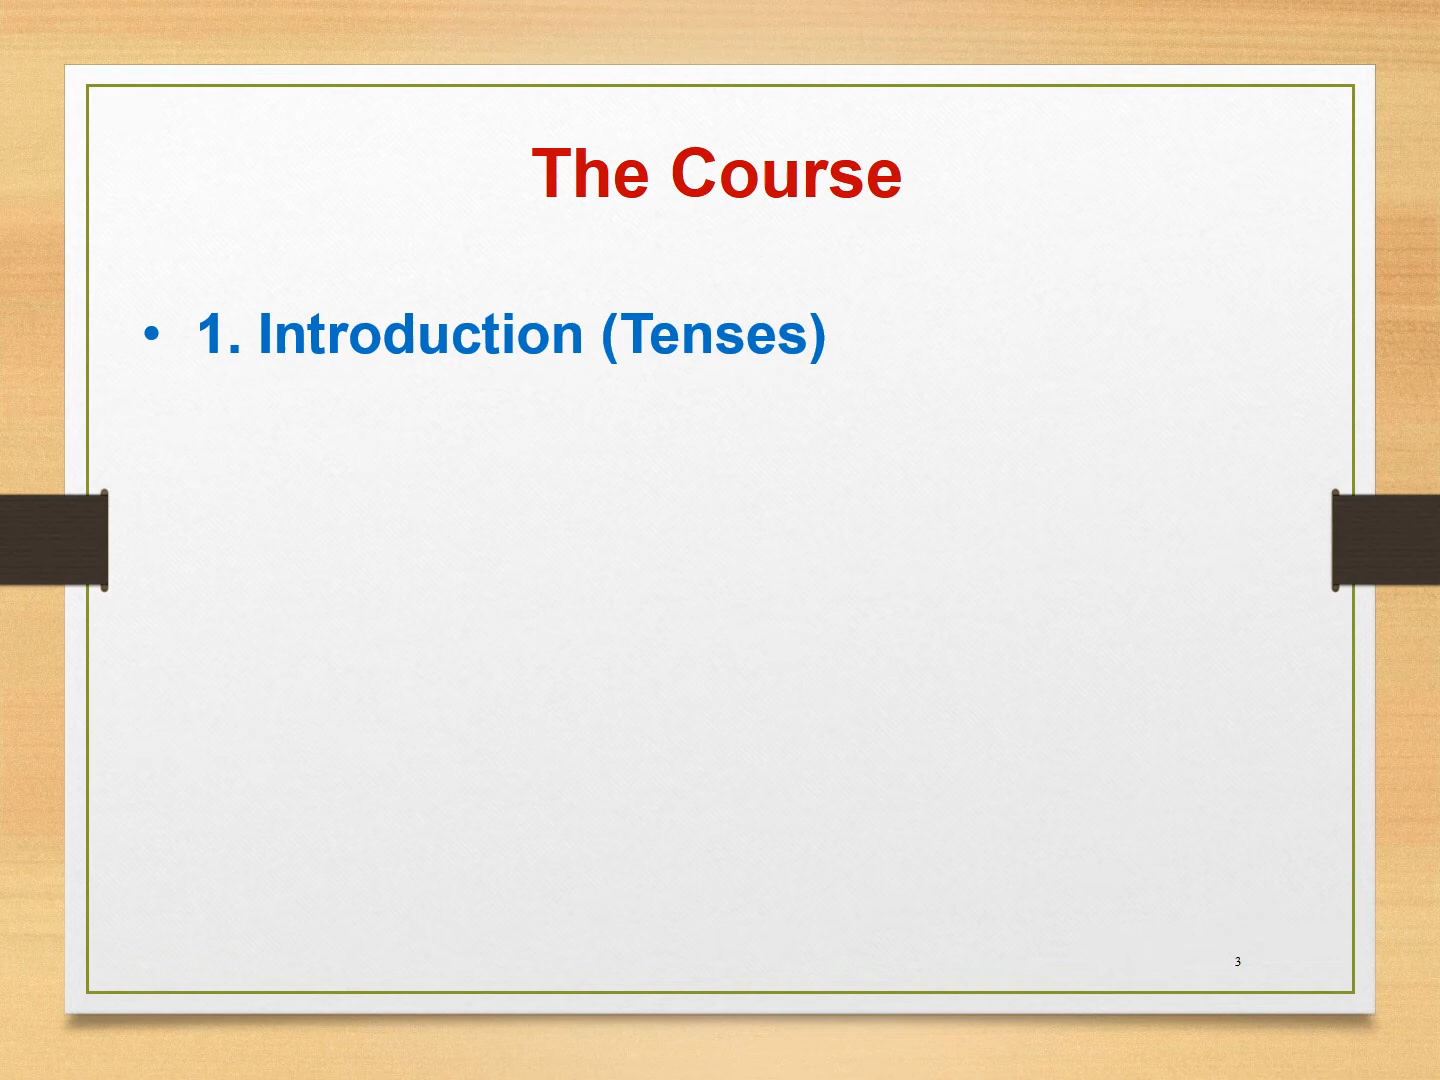 The Course
• 1. Introduction (Tenses)
3